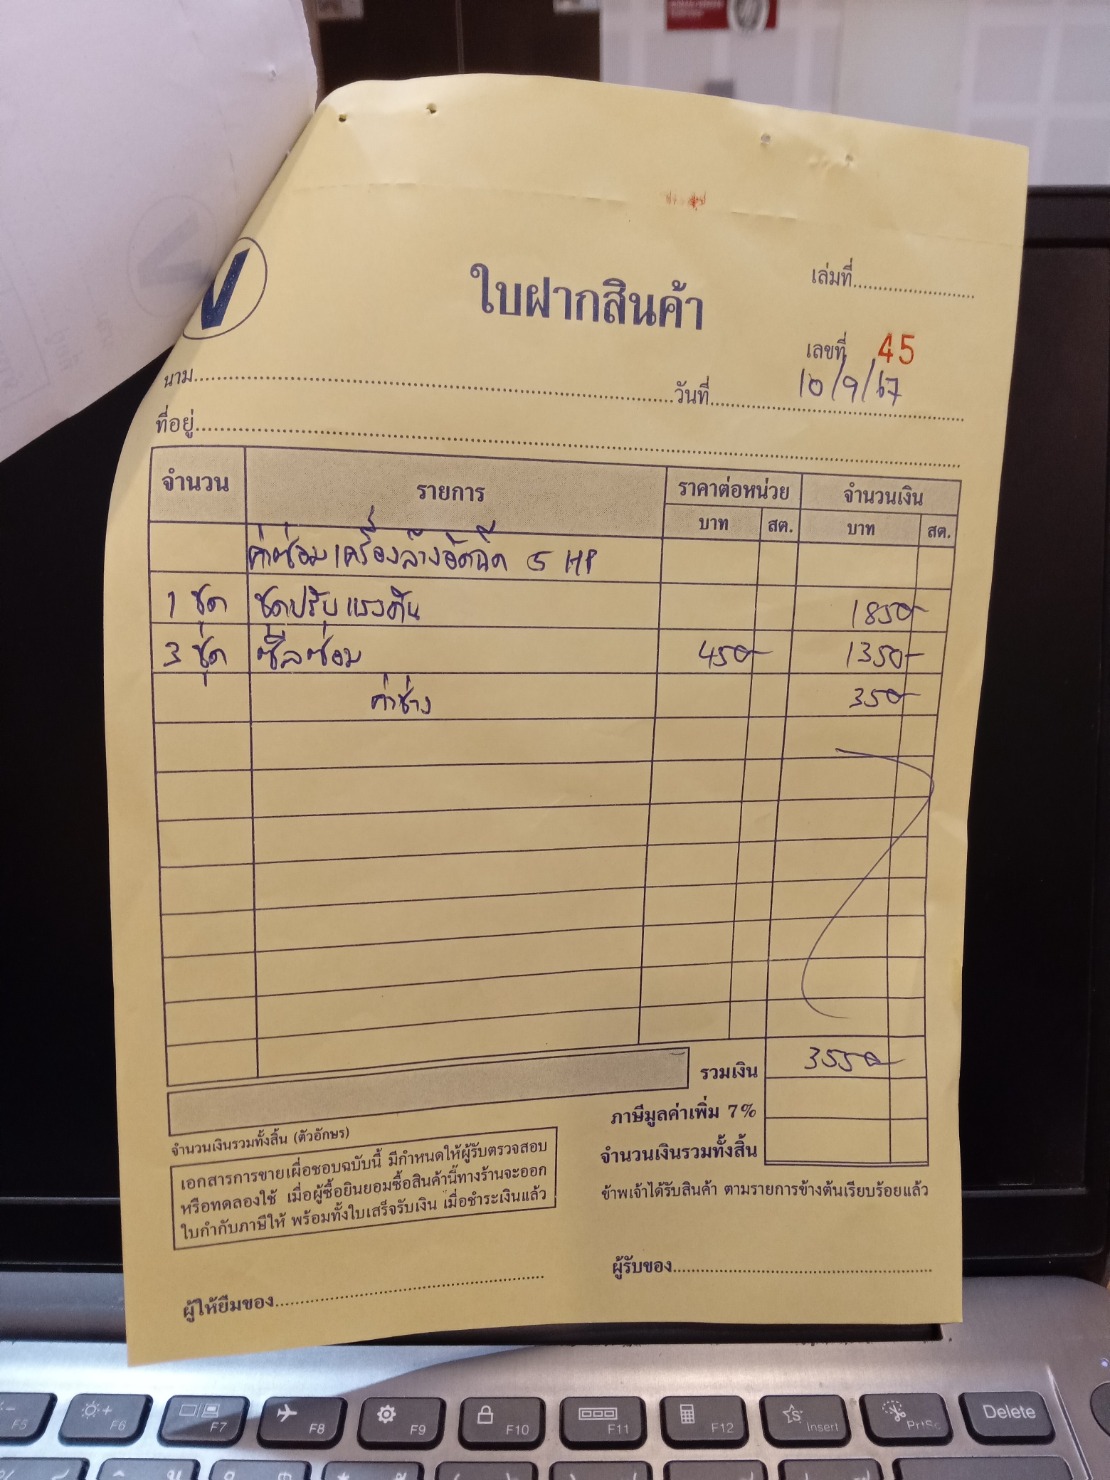 V
ใบฝากสินค้า
เล่มที่
เลขที่ 45
นาม วันที่ 10/9/67
ที่อยู่
จำนวน รายการ ราคาต่อหน่วย จำนวนเงิน
บาท สต. บาท สต.
ค่าซ่อมเครื่องล้างอัดฉีด 5 HP
1 ชุด ชุดปรับแรงดัน 1850-
3 ชุด ซีลซ่อม 450- 1350-
ค่าช่าง 350-
รวมเงิน 3550-
ภาษีมูลค่าเพิ่ม 7%
จำนวนเงินรวมทั้งสิ้น (ตัวอักษร) จำนวนเงินรวมทั้งสิ้น
เอกสารการขายเผื่อชอบฉบับนี้ มีกำหนดให้ผู้รับตรวจสอบ
หรือทดลองใช้ เมื่อผู้ซื้อยินยอมซื้อสินค้านี้ทางร้านจะออก
ใบกำกับภาษีให้ พร้อมทั้งใบเสร็จรับเงิน เมื่อชำระเงินแล้ว
ข้าพเจ้าได้รับสินค้า ตามรายการข้างต้นเรียบร้อยแล้ว
ผู้รับของ
ผู้ให้ยืมของ
F5 F6 F7 F8 F9 F10 F11 F12 insert PrtSc Delete